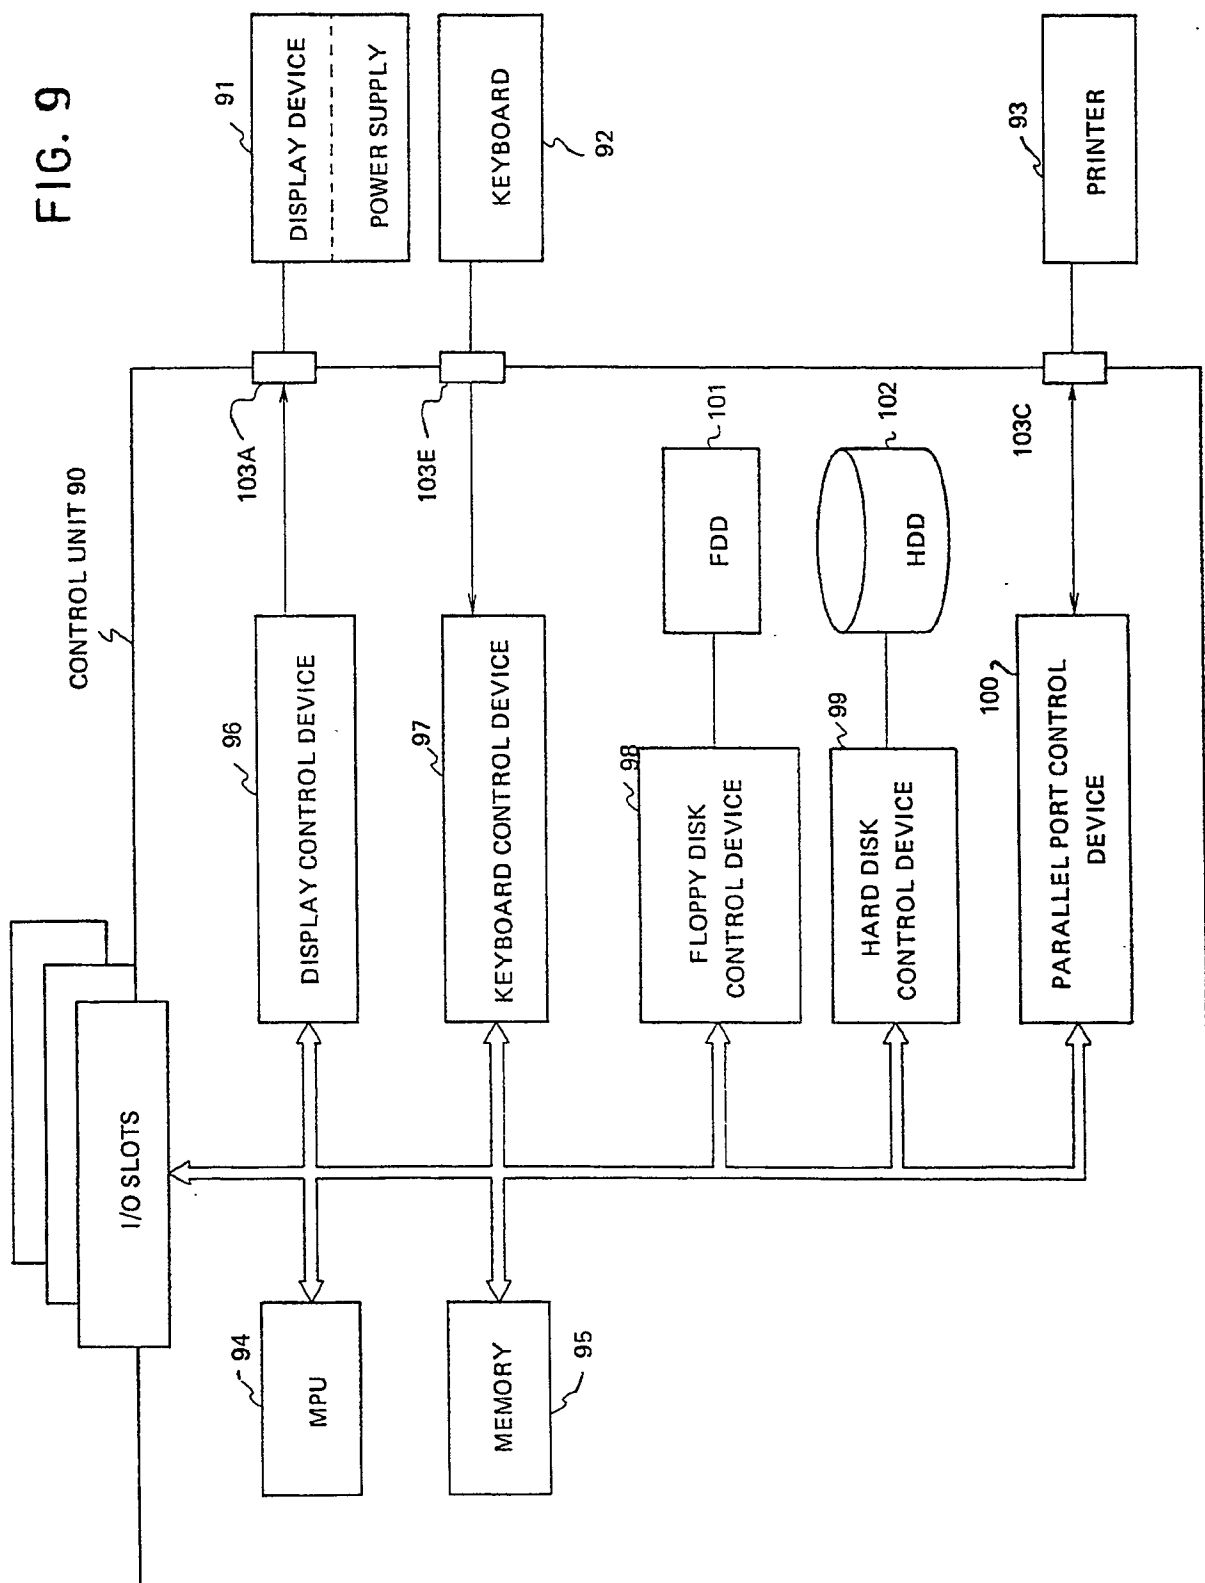 FIG. 9
CONTROL UNIT 90
I/O SLOTS
94
MPU
96
DISPLAY CONTROL DEVICE
103A
91
DISPLAY DEVICE
POWER SUPPLY
MEMORY
95
97
KEYBOARD CONTROL DEVICE
103E
KEYBOARD
92
98
FLOPPY DISK
CONTROL DEVICE
FDD
101
99
HARD DISK
CONTROL DEVICE
HDD
102
100
PARALLEL PORT CONTROL
DEVICE
103C
93
PRINTER